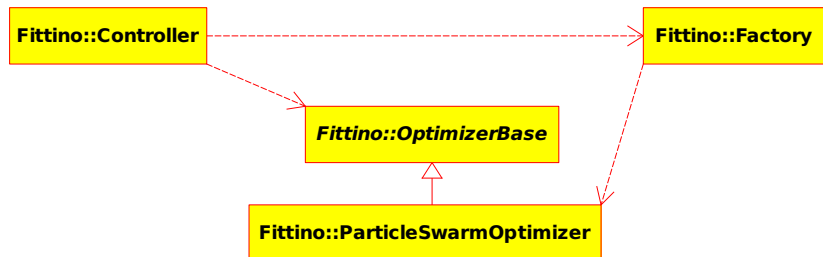 Fittino::Controller
Fittino::Factory
Fittino::OptimizerBase
Fittino::ParticleSwarmOptimizer